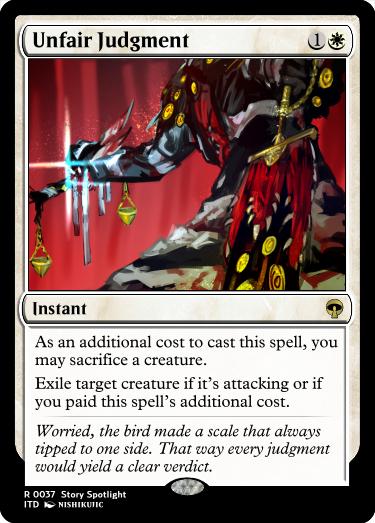 Unfair Judgment 1
Instant
As an additional cost to cast this spell, you
may sacrifice a creature.
Exile target creature if it's attacking or if
you paid this spell's additional cost.
Worried, the bird made a scale that always
tipped to one side. That way every judgment
would yield a clear verdict.
R 0037 Story Spotlight
ITD NISHIKUJIC